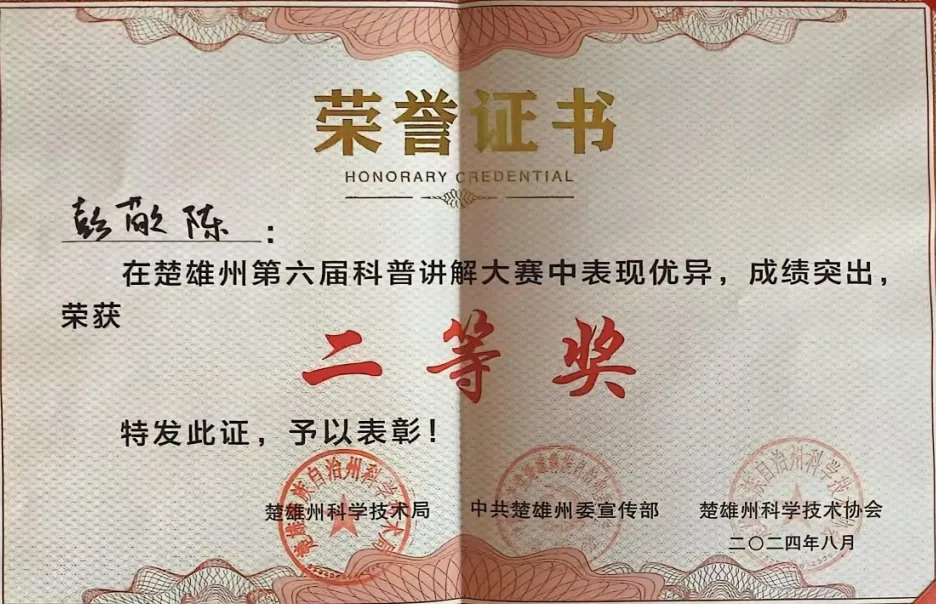 荣誉证书
HONORARY CREDENTIAL
彭敬陈：
在楚雄州第六届科普讲解大赛中表现优异，成绩突出，
荣获
二等奖
特发此证，予以表彰！
楚雄州科学技术局 中共楚雄州委宣传部 楚雄州科学技术协会
二〇二四年八月